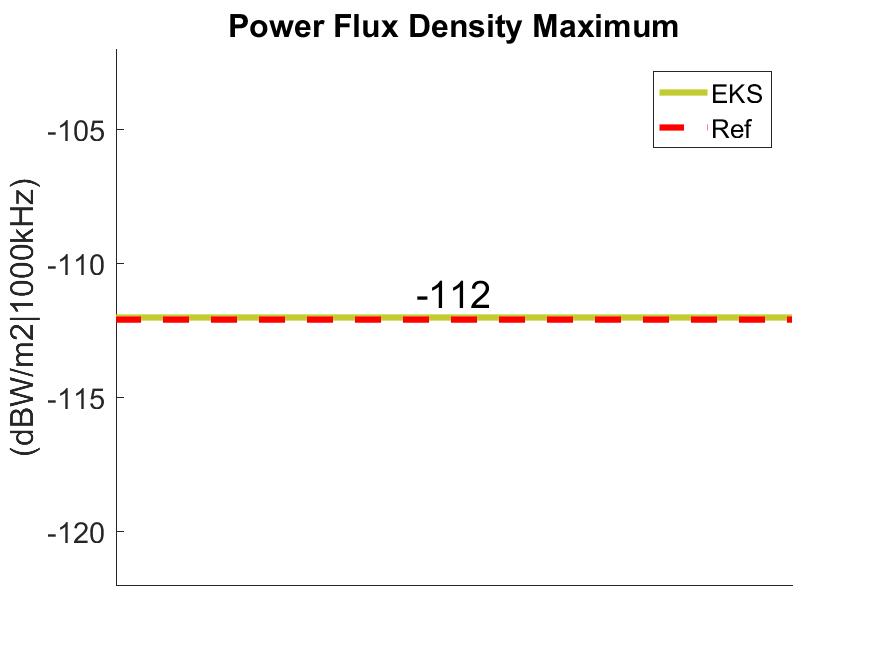 Power Flux Density Maximum
EKS
Ref
-105
-110
-115
-120
(dBW/m2|1000kHz)
-112